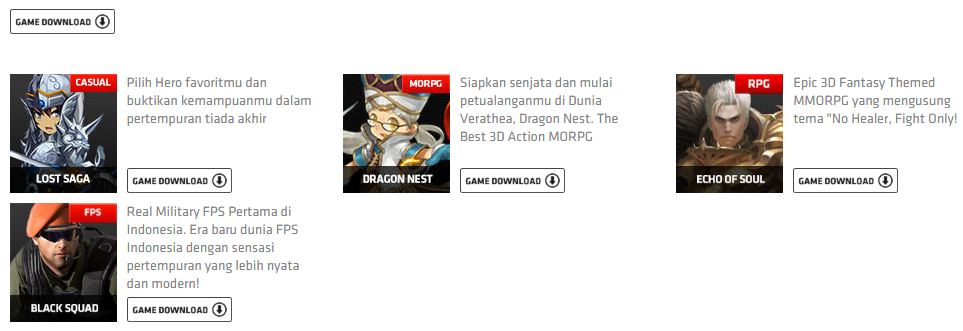 GAME DOWNLOAD
CASUAL
Pilih Hero favoritmu dan
buktikan kemampuanmu dalam
pertempuran tiada akhir
LOST SAGA
GAME DOWNLOAD
MORPG
Siapkan senjata dan mulai
petualanganmu di Dunia
Verathea, Dragon Nest. The
Best 3D Action MORPG
DRAGON NEST
GAME DOWNLOAD
RPG
Epic 3D Fantasy Themed
MMORPG yang mengusung
tema "No Healer, Fight Only!
ECHO OF SOUL
GAME DOWNLOAD
FPS
Real Military FPS Pertama di
Indonesia. Era baru dunia FPS
Indonesia dengan sensasi
pertempuran yang lebih nyata
dan modern!
BLACK SQUAD
GAME DOWNLOAD